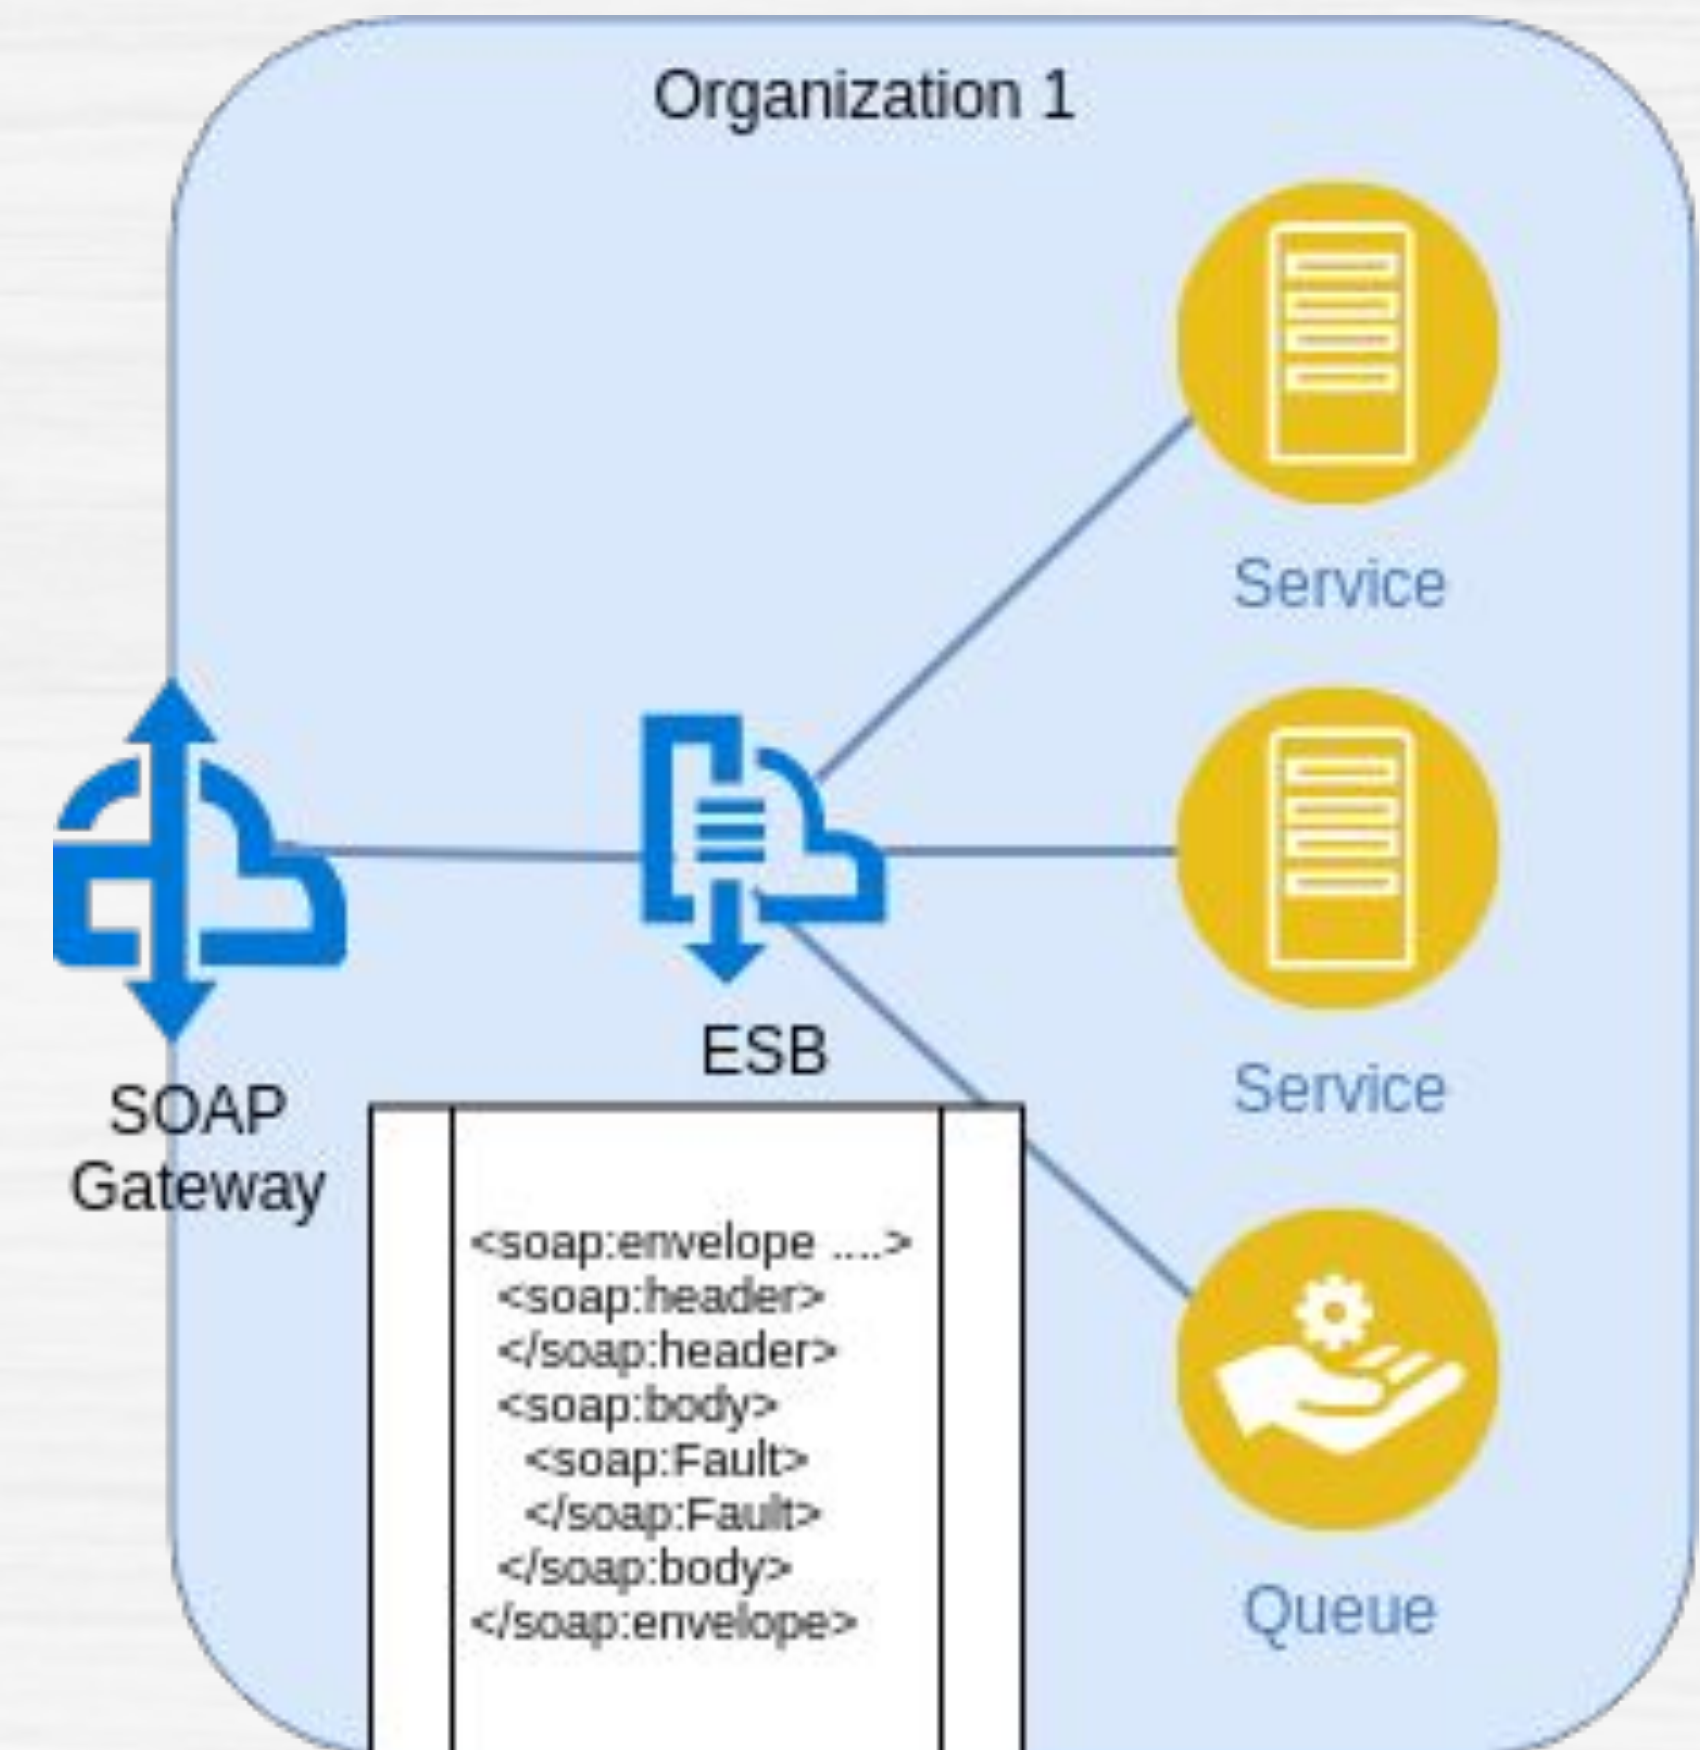 Organization 1
Service
Service
ESB
SOAP
Gateway
<soap:envelope ....>
<soap:header>
</soap:header>
<soap:body>
<soap:Fault>
</soap:Fault>
</soap:body>
</soap:envelope>
Queue